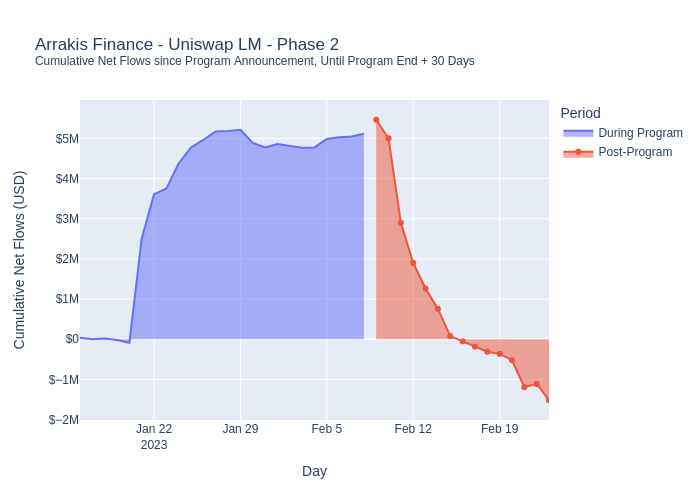 Arrakis Finance - Uniswap LM - Phase 2
Cumulative Net Flows since Program Announcement, Until Program End + 30 Days
Period
During Program
Post-Program
Cumulative Net Flows (USD)
$5M
$4M
$3M
$2M
$1M
$0
$−1M
$−2M
Jan 22
2023
Jan 29
Feb 5
Feb 12
Feb 19
Day